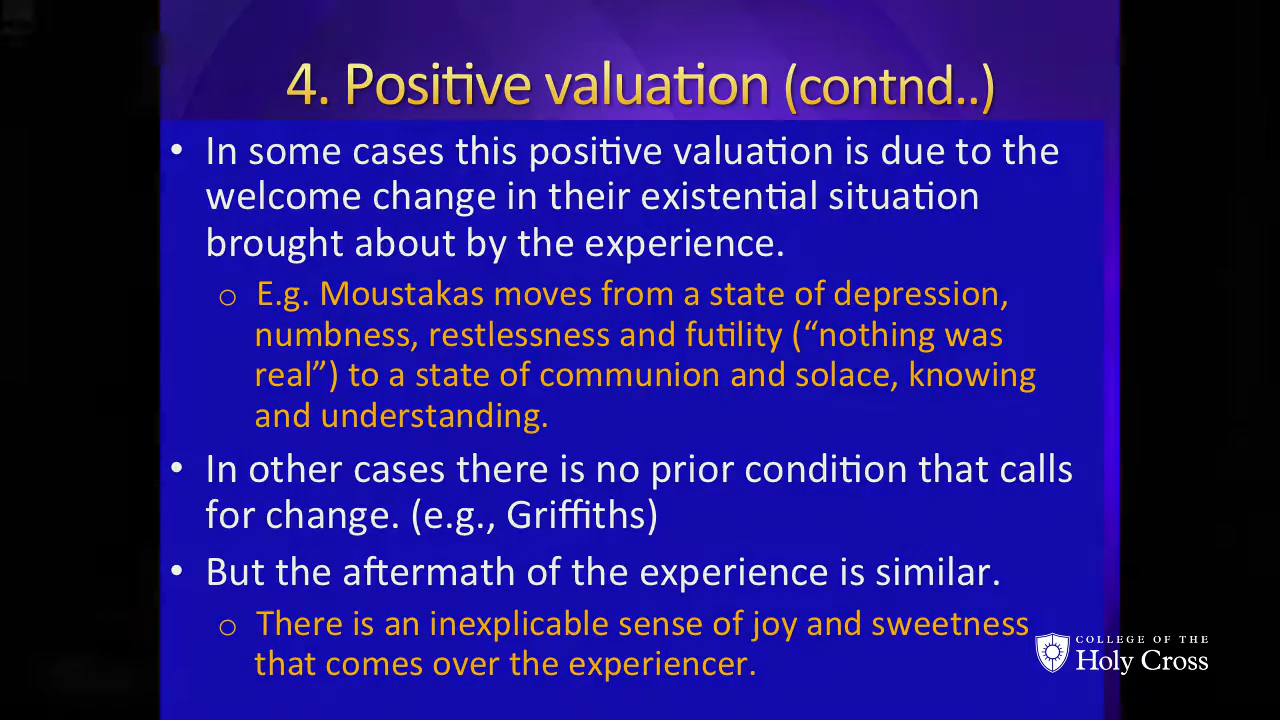 4. Positive valuation (contnd..)
• In some cases this positive valuation is due to the
welcome change in their existential situation
brought about by the experience.
o E.g. Moustakas moves from a state of depression,
numbness, restlessness and futility (“nothing was
real”) to a state of communion and solace, knowing
and understanding.
• In other cases there is no prior condition that calls
for change. (e.g., Griffiths)
• But the aftermath of the experience is similar.
o There is an inexplicable sense of joy and sweetness
that comes over the experiencer.
COLLEGE OF THE
Holy Cross